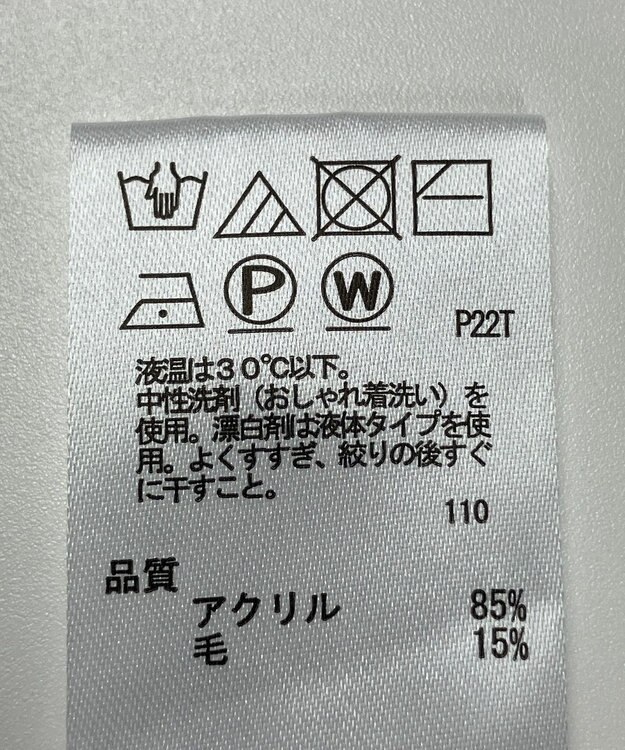 P W
P22T
液温は30℃以下。
中性洗剤（おしゃれ着洗い）を
使用。漂白剤は液体タイプを使
用。よくすすぎ、絞りの後すぐ
に干すこと。
110
品質
アクリル 85%
毛 15%